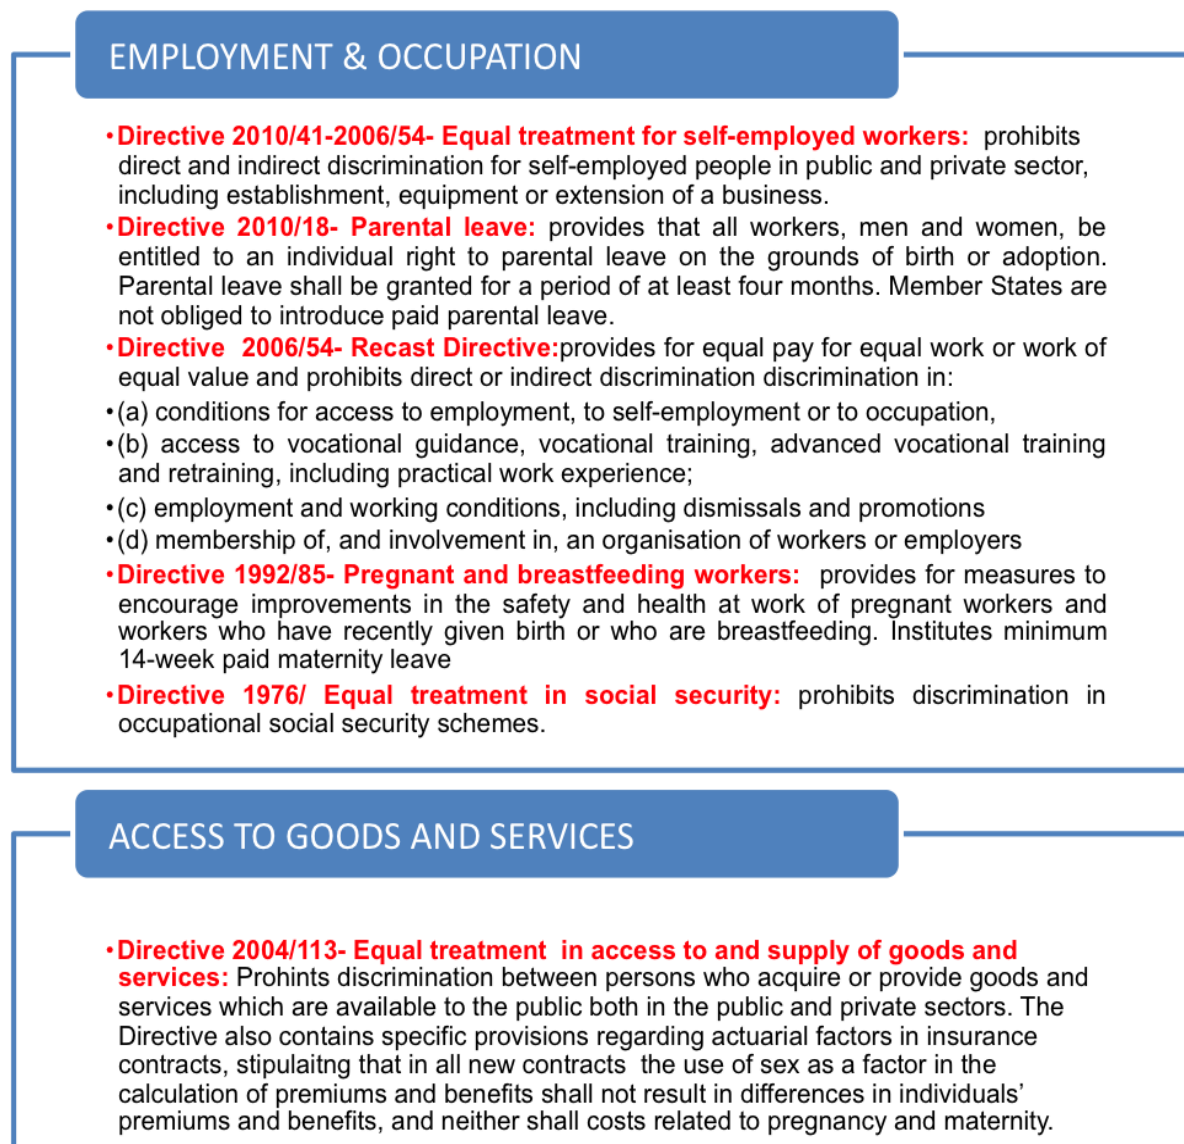 EMPLOYMENT & OCCUPATION
•Directive 2010/41-2006/54- Equal treatment for self-employed workers: prohibits
direct and indirect discrimination for self-employed people in public and private sector,
including establishment, equipment or extension of a business.
•Directive 2010/18- Parental leave: provides that all workers, men and women, be
entitled to an individual right to parental leave on the grounds of birth or adoption.
Parental leave shall be granted for a period of at least four months. Member States are
not obliged to introduce paid parental leave.
•Directive 2006/54- Recast Directive:provides for equal pay for equal work or work of
equal value and prohibits direct or indirect discrimination discrimination in:
•(a) conditions for access to employment, to self-employment or to occupation,
•(b) access to vocational guidance, vocational training, advanced vocational training
and retraining, including practical work experience;
•(c) employment and working conditions, including dismissals and promotions
•(d) membership of, and involvement in, an organisation of workers or employers
•Directive 1992/85- Pregnant and breastfeeding workers: provides for measures to
encourage improvements in the safety and health at work of pregnant workers and
workers who have recently given birth or who are breastfeeding. Institutes minimum
14-week paid maternity leave
•Directive 1976/ Equal treatment in social security: prohibits discrimination in
occupational social security schemes.
ACCESS TO GOODS AND SERVICES
•Directive 2004/113- Equal treatment in access to and supply of goods and
services: Prohints discrimination between persons who acquire or provide goods and
services which are available to the public both in the public and private sectors. The
Directive also contains specific provisions regarding actuarial factors in insurance
contracts, stipulaitng that in all new contracts the use of sex as a factor in the
calculation of premiums and benefits shall not result in differences in individuals’
premiums and benefits, and neither shall costs related to pregnancy and maternity.